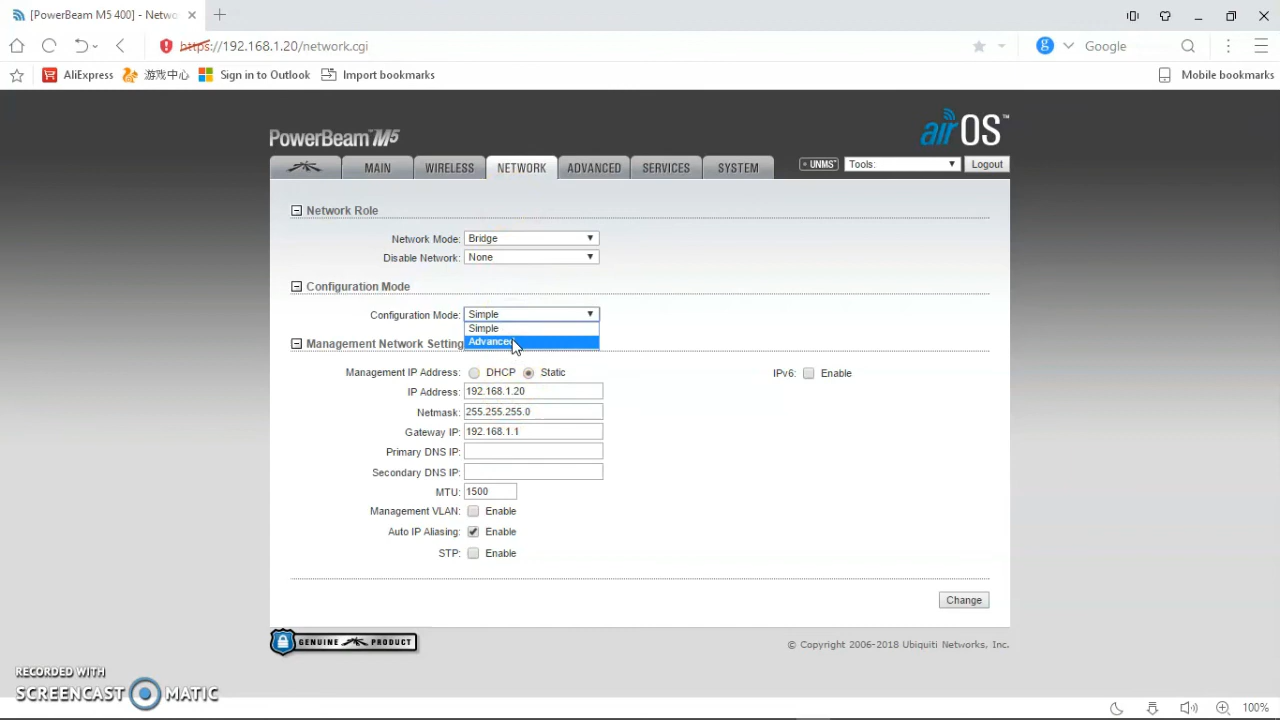 [PowerBeam M5 400] - Netwo
https://192.168.1.20/network.cgi
Google
AliExpress
游戏中心
Sign in to Outlook
Import bookmarks
Mobile bookmarks
PowerBeam™M5
airOS™
MAIN
WIRELESS
NETWORK
ADVANCED
SERVICES
SYSTEM
UNMS™
Tools:
Logout
Network Role
Network Mode: Bridge
Disable Network: None
Configuration Mode
Configuration Mode: Simple
Simple
Advanced
Management Network Setting
Management IP Address: DHCP Static
IPv6: Enable
IP Address: 192.168.1.20
Netmask: 255.255.255.0
Gateway IP: 192.168.1.1
Primary DNS IP:
Secondary DNS IP:
MTU: 1500
Management VLAN: Enable
Auto IP Aliasing: Enable
STP: Enable
Change
GENUINE PRODUCT
© Copyright 2006-2018 Ubiquiti Networks, Inc.
RECORDED WITH
SCREENCAST MATIC
100%